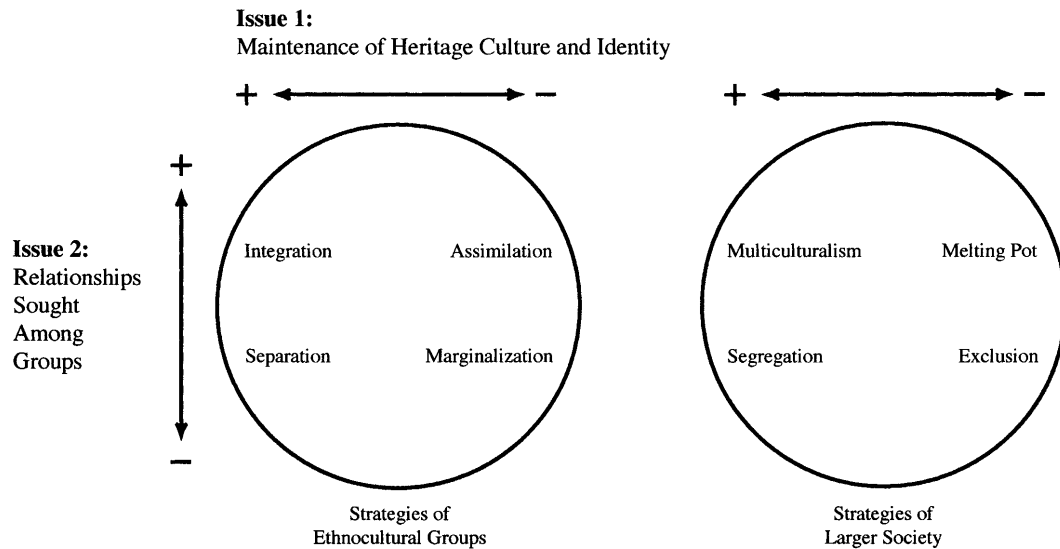 Issue 1:
Maintenance of Heritage Culture and Identity
+ − + −
+
Issue 2:
Relationships
Sought
Among
Groups
−
Integration Assimilation
Separation Marginalization
Multiculturalism Melting Pot
Segregation Exclusion
Strategies of
Ethnocultural Groups
Strategies of
Larger Society